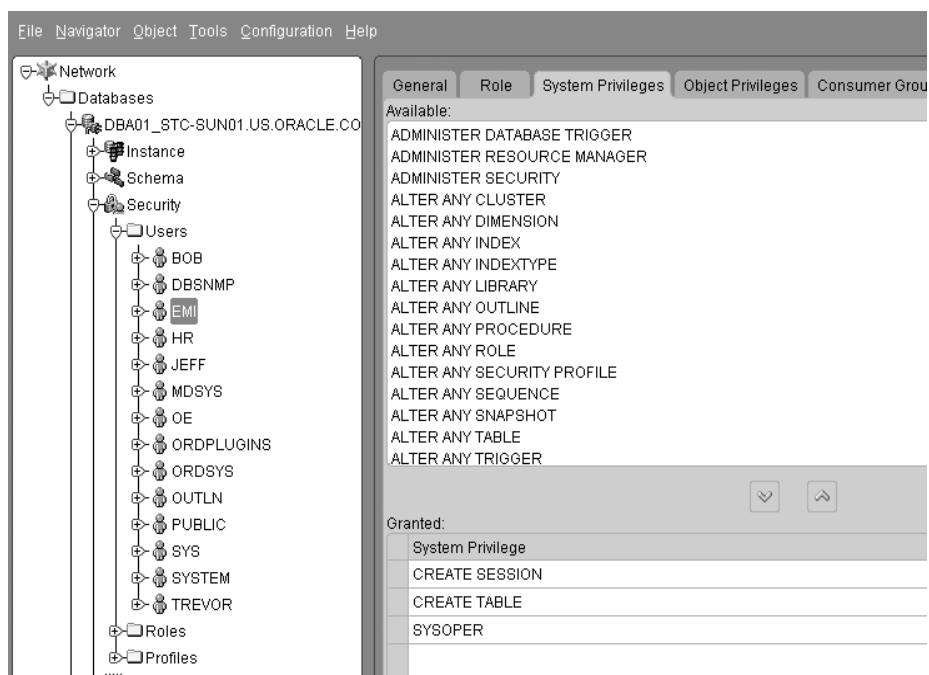 File Navigator Object Tools Configuration Help
Network
Databases
DBA01_STC-SUN01.US.ORACLE.CO
Instance
Schema
Security
Users
BOB
DBSNMP
EMI
HR
JEFF
MDSYS
OE
ORDPLUGINS
ORDSYS
OUTLN
PUBLIC
SYS
SYSTEM
TREVOR
Roles
Profiles
General Role System Privileges Object Privileges Consumer Grou
Available:
ADMINISTER DATABASE TRIGGER
ADMINISTER RESOURCE MANAGER
ADMINISTER SECURITY
ALTER ANY CLUSTER
ALTER ANY DIMENSION
ALTER ANY INDEX
ALTER ANY INDEXTYPE
ALTER ANY LIBRARY
ALTER ANY OUTLINE
ALTER ANY PROCEDURE
ALTER ANY ROLE
ALTER ANY SECURITY PROFILE
ALTER ANY SEQUENCE
ALTER ANY SNAPSHOT
ALTER ANY TABLE
ALTER ANY TRIGGER
Granted:
System Privilege
CREATE SESSION
CREATE TABLE
SYSOPER